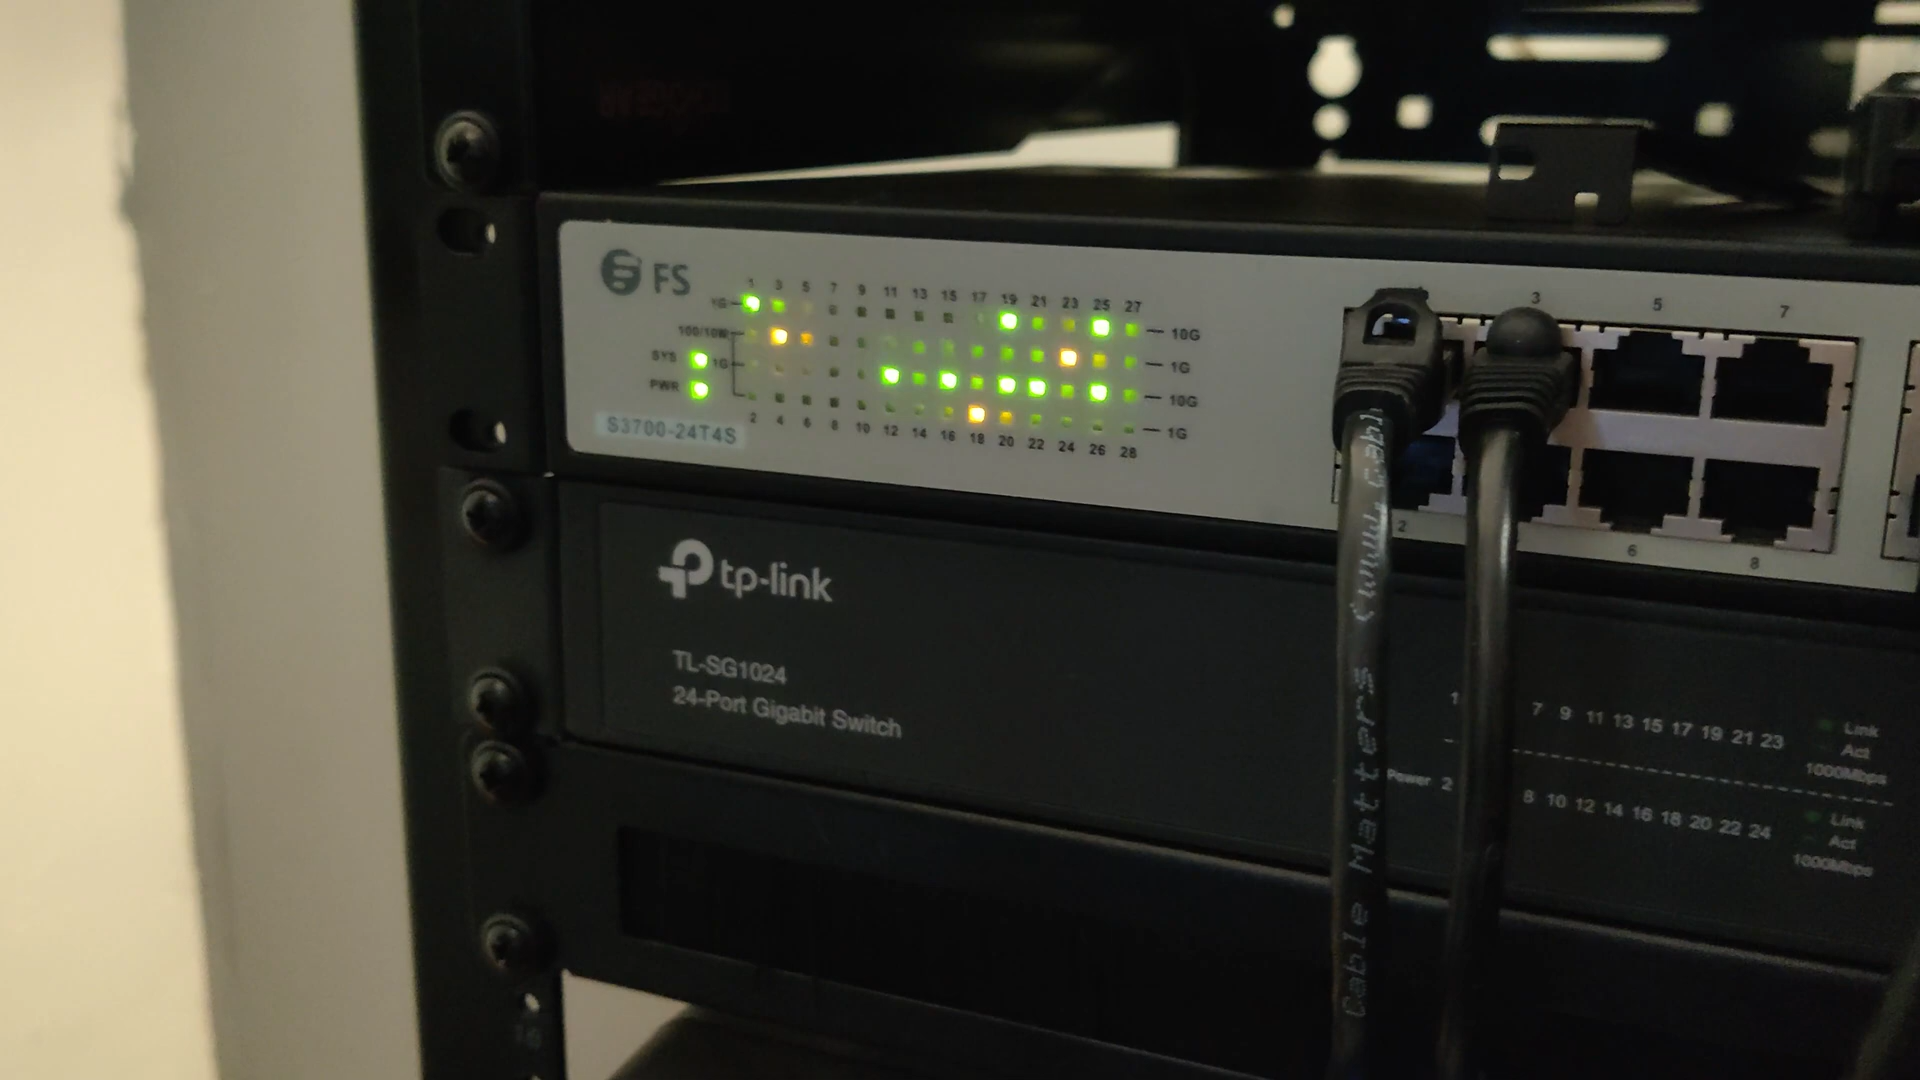 FS
1 3 5 7 9 11 13 15 17 19 21 23 25 27
1G
10G
100/10M
1G
SYS
1G
10G
PWR
1G
2 4 6 8 10 12 14 16 18 20 22 24 26 28
S3700-24T4S
3 5 7
2 6 8
tp-link
TL-SG1024
24-Port Gigabit Switch
1 7 9 11 13 15 17 19 21 23
Link
Act
1000Mbps
Power 2 8 10 12 14 16 18 20 22 24
Link
Act
1000Mbps
Cable Matters